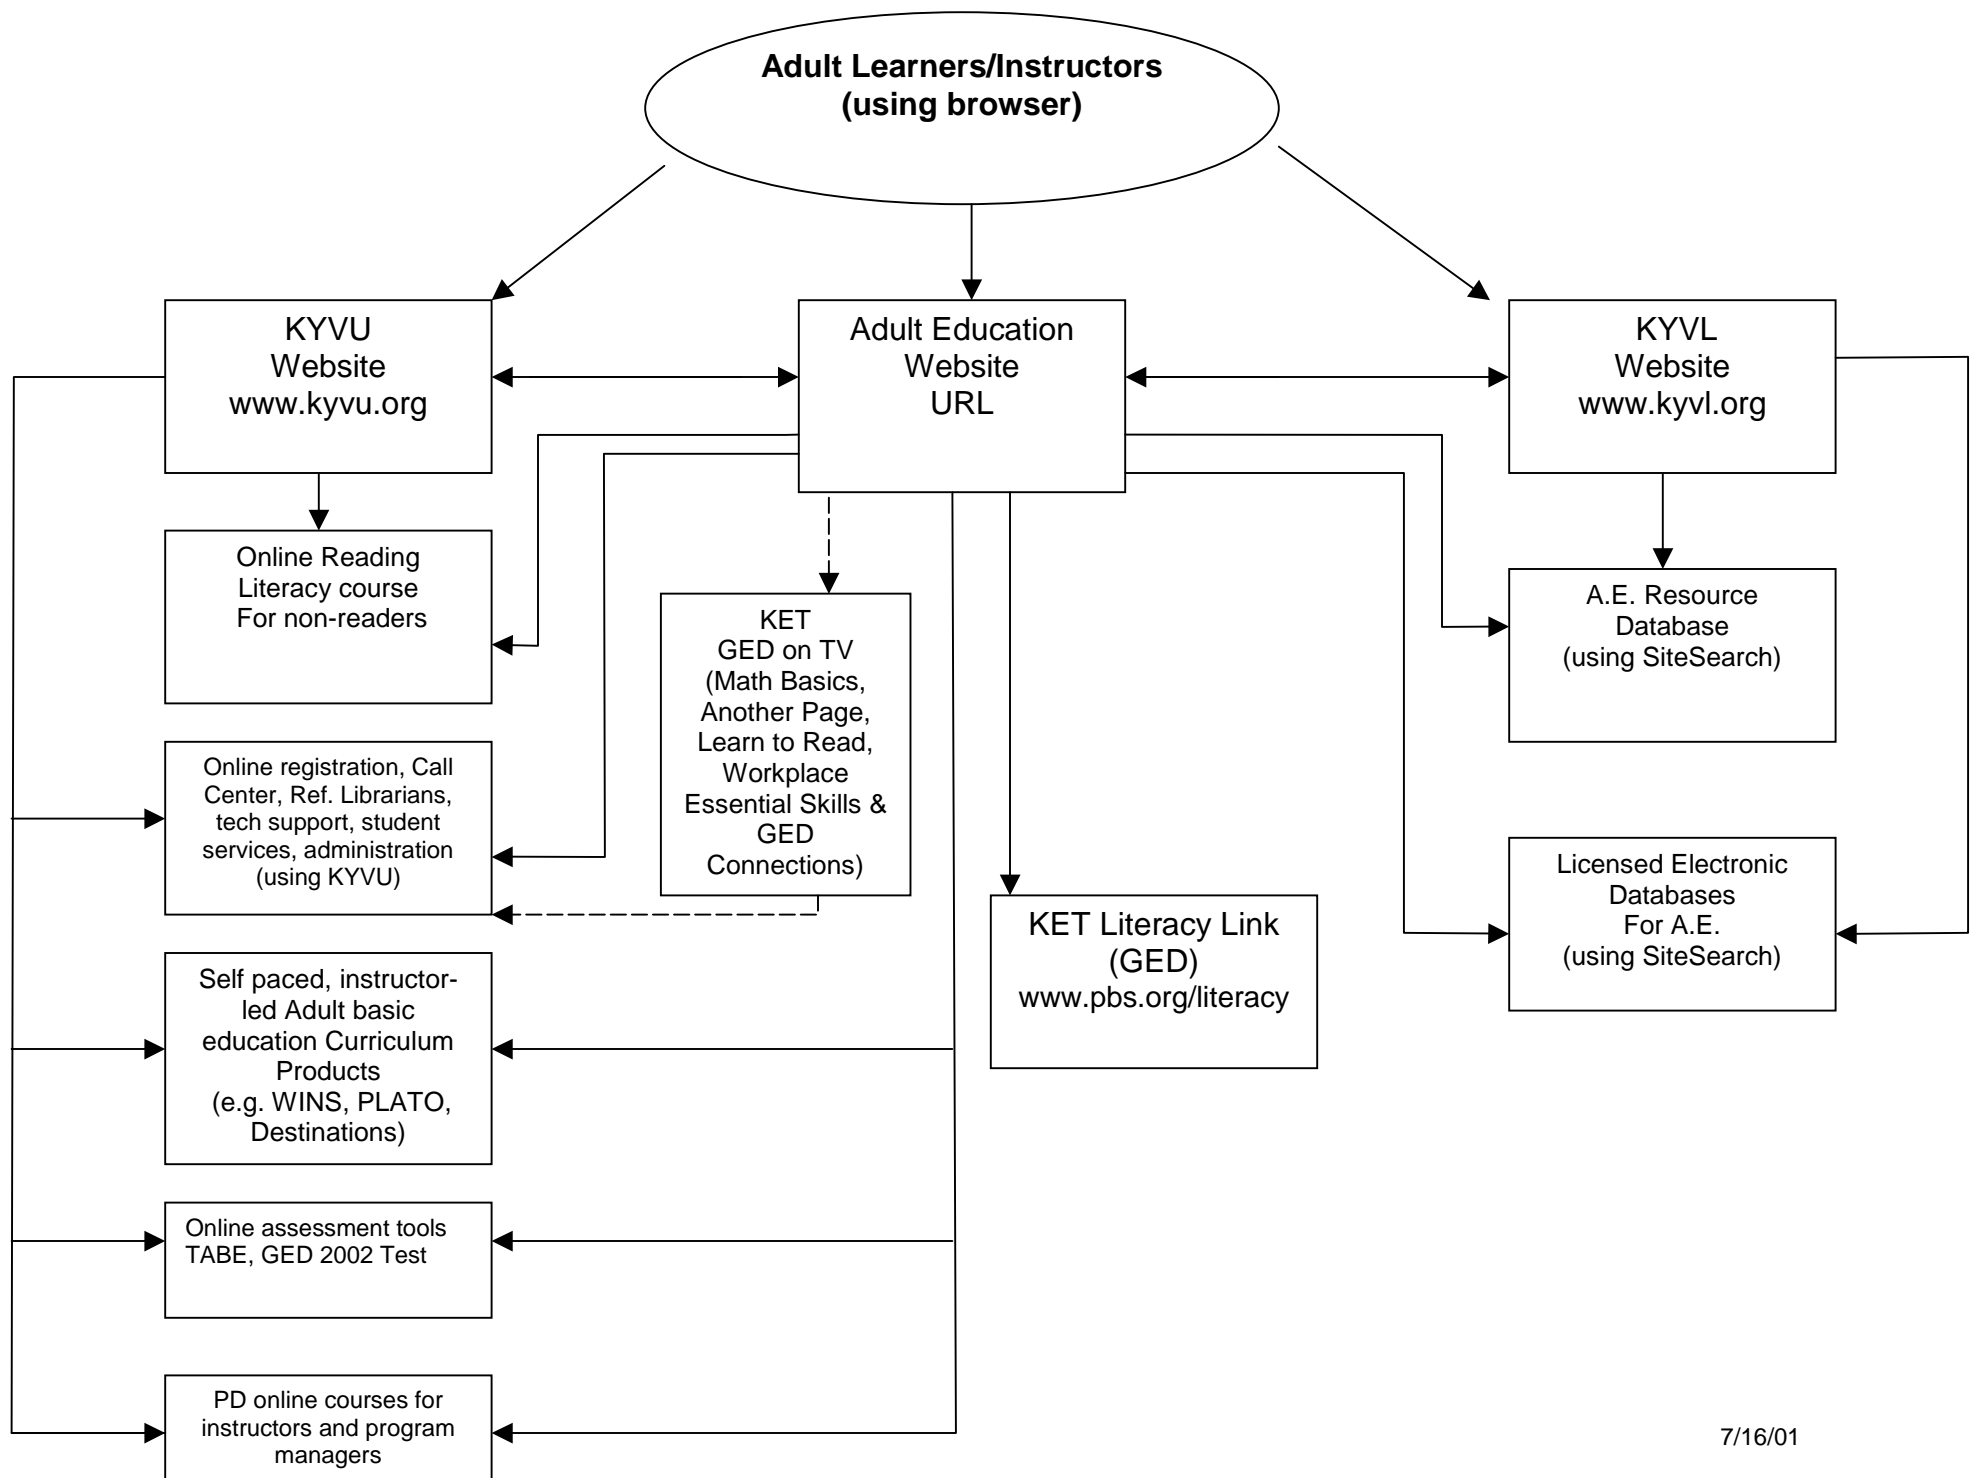 Adult Learners/Instructors
(using browser)
KYVU
Website
www.kyvu.org
Adult Education
Website
URL
KYVL
Website
www.kyvl.org
Online Reading
Literacy course
For non-readers
KET
GED on TV
(Math Basics,
Another Page,
Learn to Read,
Workplace
Essential Skills &
GED
Connections)
A.E. Resource
Database
(using SiteSearch)
Online registration, Call
Center, Ref. Librarians,
tech support, student
services, administration
(using KYVU)
KET Literacy Link
(GED)
www.pbs.org/literacy
Licensed Electronic
Databases
For A.E.
(using SiteSearch)
Self paced, instructor-
led Adult basic
education Curriculum
Products
(e.g. WINS, PLATO,
Destinations)
Online assessment tools
TABE, GED 2002 Test
PD online courses for
instructors and program
managers
7/16/01